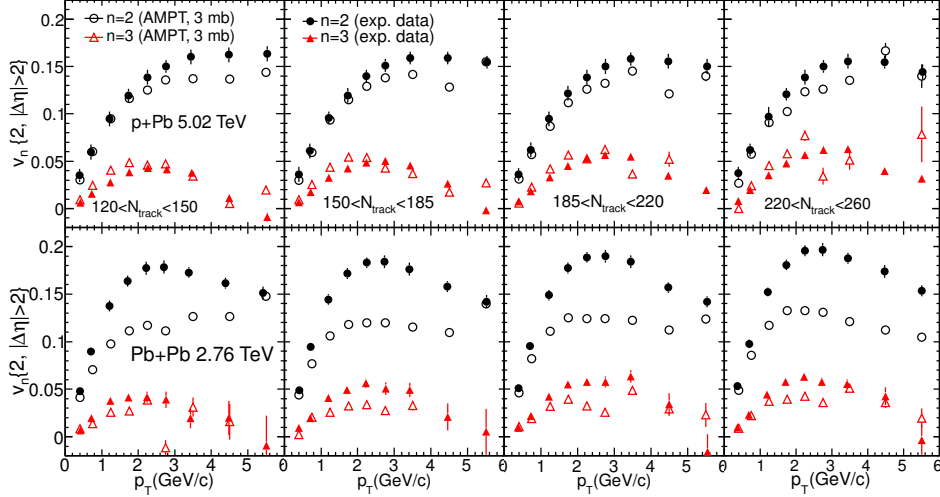 n=2 (AMPT, 3 mb)
n=3 (AMPT, 3 mb)
n=2 (exp. data)
n=3 (exp. data)
0.2
0.15
0.1
0.05
0
v_n {2, |Δη|>2}
p+Pb 5.02 TeV
120<N_track<150
150<N_track<185
185<N_track<220
220<N_track<260
0.2
0.15
0.1
0.05
0
v_n{2, |Δη|>2}
Pb+Pb 2.76 TeV
0 1 2 3 4 5 0 1 2 3 4 5 0 1 2 3 4 5 0 1 2 3 4 5 6
p_T(GeV/c) p_T(GeV/c) p_T(GeV/c) p_T(GeV/c)